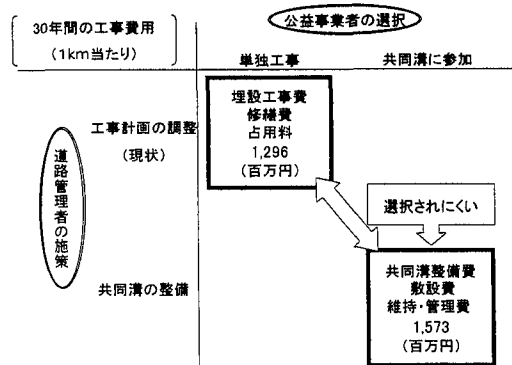 30年間の工事費用
（1km当たり）
公益事業者の選択
単独工事
共同溝に参加
道路管理者の施策
工事計画の調整
（現状）
埋設工事費
修繕費
占用料
1,296
（百万円）
選択されにくい
共同溝の整備
共同溝整備費
敷設費
維持・管理費
1,573
（百万円）